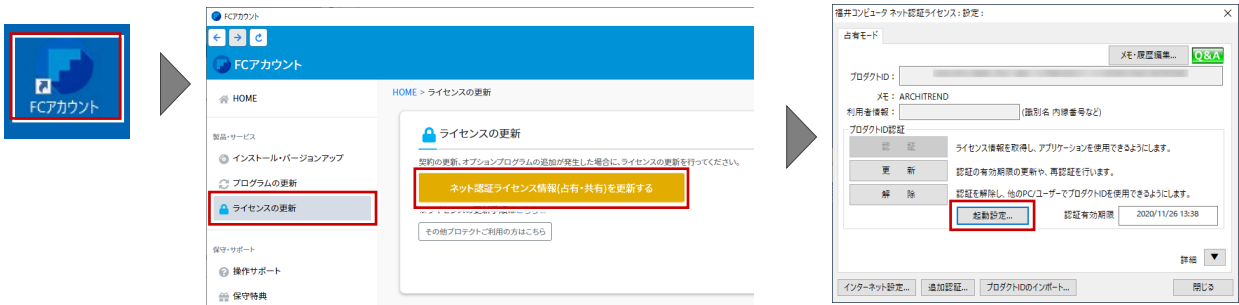 FCアカウント
FCアカウント
FCアカウント
HOME
製品・サービス
インストール・バージョンアップ
プログラムの更新
ライセンスの更新
保守・サポート
操作サポート
保守特典
HOME > ライセンスの更新
ライセンスの更新
契約の更新、オプションプログラムの追加が発生した場合に、ライセンスの更新を行ってください。
ネット認証ライセンス情報(占有・共有)を更新する
その他プロテクトご利用の方はこちら
福井コンピュータ ネット認証ライセンス : 設定 :
占有モード
メモ・履歴編集...
Q&A
プロダクトID :
メモ : ARCHITREND
利用者情報 :
(識別名 内線番号など)
プロダクトID認証
認 証
ライセンス情報を取得し、アプリケーションを使用できるようにします。
更 新
認証の有効期限の更新や、再認証を行います。
解 除
認証を解除し、他のPC/ユーザーでプロダクトIDを使用できるようにします。
起動設定...
認証有効期限
2020/11/26 13:38
詳細 ▼
インターネット設定...
追加認証...
プロダクトIDのインポート...
閉じる